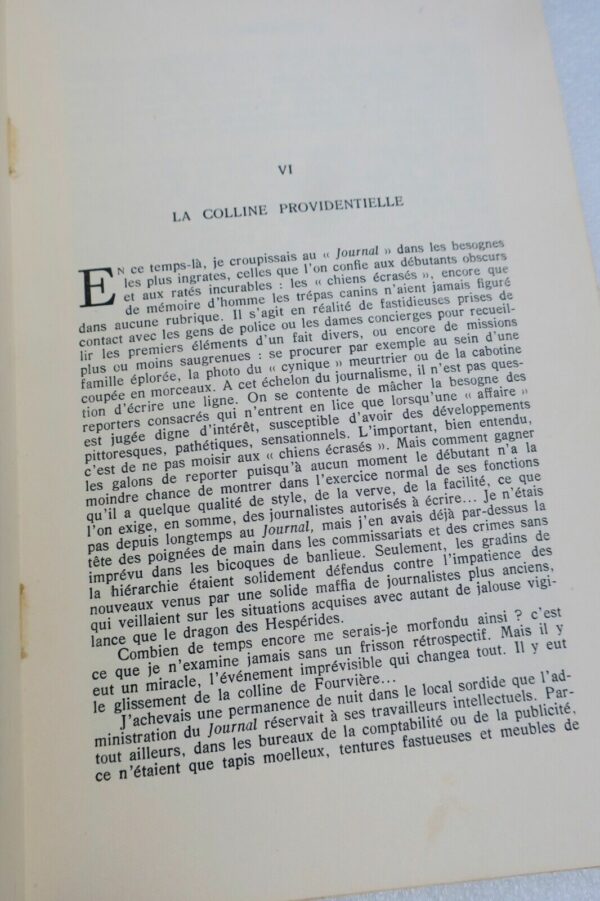 VI
LA COLLINE PROVIDENTIELLE
EN ce temps-là, je croupissais au « Journal » dans les besognes
les plus ingrates, celles que l'on confie aux débutants obscurs
et aux ratés incurables : les « chiens écrasés », encore que
de mémoire d'homme les trépas canins n'aient jamais figuré
dans aucune rubrique. Il s'agit en réalité de fastidieuses prises de
contact avec les gens de police ou les dames concierges pour recueil-
lir les premiers éléments d'un fait divers, ou encore de missions
plus ou moins saugrenues : se procurer par exemple au sein d'une
famille éplorée, la photo du « cynique » meurtrier ou de la cabotine
coupée en morceaux. A cet échelon du journalisme, il n'est pas ques-
tion d'écrire une ligne. On se contente de mâcher la besogne des
reporters consacrés qui n'entrent en lice que lorsqu'une « affaire »
est jugée digne d'intérêt, susceptible d'avoir des développements
pittoresques, pathétiques, sensationnels. L'important, bien entendu,
c'est de ne pas moisir aux « chiens écrasés ». Mais comment gagner
les galons de reporter puisqu'à aucun moment le débutant n'a la
moindre chance de montrer dans l'exercice normal de ses fonctions
qu'il a quelque qualité de style, de la verve, de la facilité, ce que
l'on exige, en somme, des journalistes autorisés à écrire... Je n'étais
pas depuis longtemps au Journal, mais j'en avais déjà par-dessus la
tête des poignées de main dans les commissariats et des crimes sans
imprévu dans les bicoques de banlieue. Seulement, les gradins de
la hiérarchie étaient solidement défendus contre l'impatience des
nouveaux venus par une solide maffia de journalistes plus anciens,
qui veillaient sur les situations acquises avec autant de jalouse vigi-
lance que le dragon des Hespérides.
Combien de temps encore me serais-je morfondu ainsi ? c'est
ce que je n'examine jamais sans un frisson rétrospectif. Mais il y
eut un miracle, l'événement imprévisible qui changea tout. Il y eut
le glissement de la colline de Fourvière...
J'achevais une permanence de nuit dans le local sordide que l'ad-
ministration du Journal réservait à ses travailleurs intellectuels. Par-
tout ailleurs, dans les bureaux de la comptabilité ou de la publicité,
ce n'étaient que tapis moelleux, tentures fastueuses et meubles de